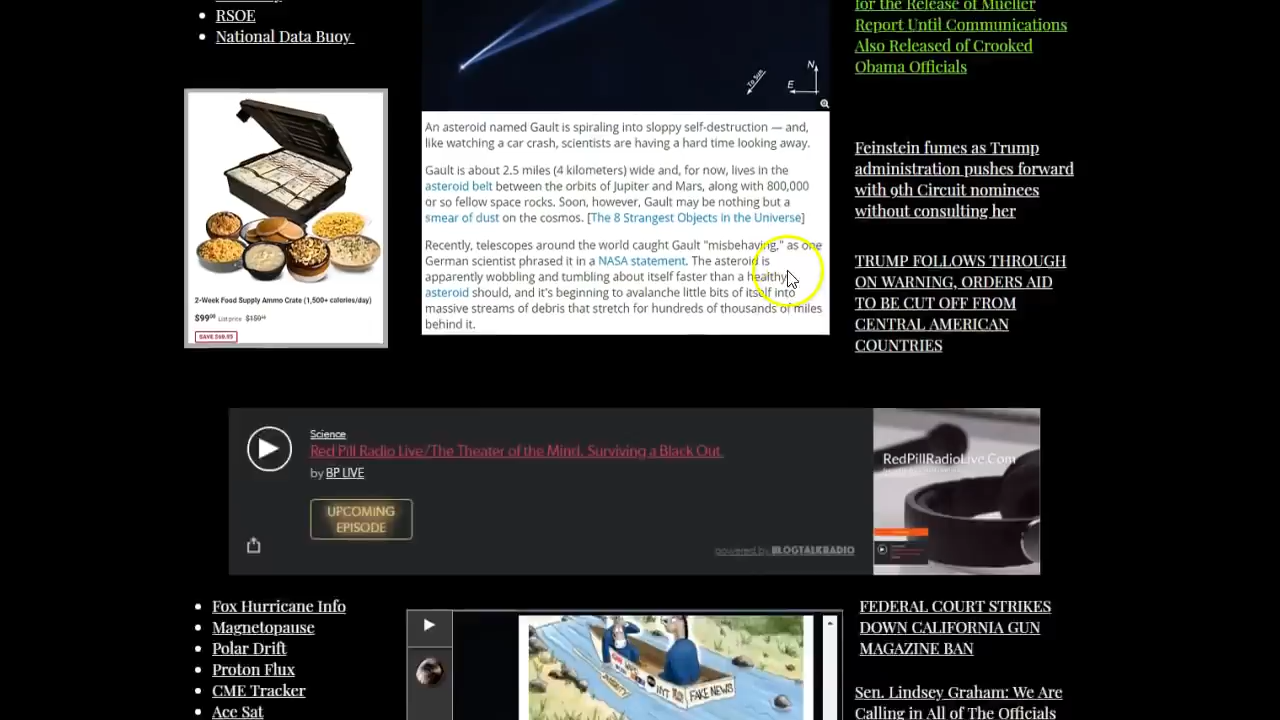 RSOE
National Data Buoy
for the Release of Mueller
Report Until Communications
Also Released of Crooked
Obama Officials
To Sun
N
E
An asteroid named Gault is spiraling into sloppy self-destruction — and,
like watching a car crash, scientists are having a hard time looking away.
Gault is about 2.5 miles (4 kilometers) wide and, for now, lives in the
asteroid belt between the orbits of Jupiter and Mars, along with 800,000
or so fellow space rocks. Soon, however, Gault may be nothing but a
smear of dust on the cosmos. [The 8 Strangest Objects in the Universe]
Recently, telescopes around the world caught Gault "misbehaving," as one
German scientist phrased it in a NASA statement. The asteroid is
apparently wobbling and tumbling about itself faster than a healthy
asteroid should, and it's beginning to avalanche little bits of itself into
massive streams of debris that stretch for hundreds of thousands of miles
behind it.
Feinstein fumes as Trump
administration pushes forward
with 9th Circuit nominees
without consulting her
TRUMP FOLLOWS THROUGH
ON WARNING, ORDERS AID
TO BE CUT OFF FROM
CENTRAL AMERICAN
COUNTRIES
2-Week Food Supply Ammo Crate (1,500+ calories/day)
List price
Science
Red Pill Radio Live/The Theater of the Mind, Surviving a Black Out.
by BP LIVE
UPCOMING
EPISODE
powered by BLOGTALKRADIO
RedPillRadioLive.Com
Fox Hurricane Info
Magnetopause
Polar Drift
Proton Flux
CME Tracker
Ace Sat
FAKE NEWS
FEDERAL COURT STRIKES
DOWN CALIFORNIA GUN
MAGAZINE BAN
Sen. Lindsey Graham: We Are
Calling in All of The Officials